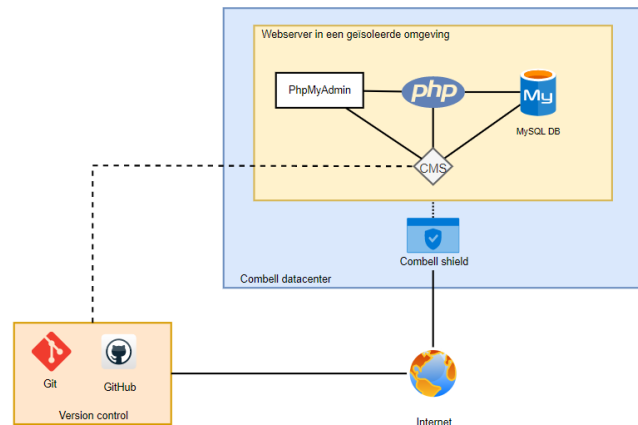 Webserver in een geïsoleerde omgeving
PhpMyAdmin
php
My
MySQL DB
CMS
Combell shield
Combell datacenter
Git
GitHub
Version control
Internet